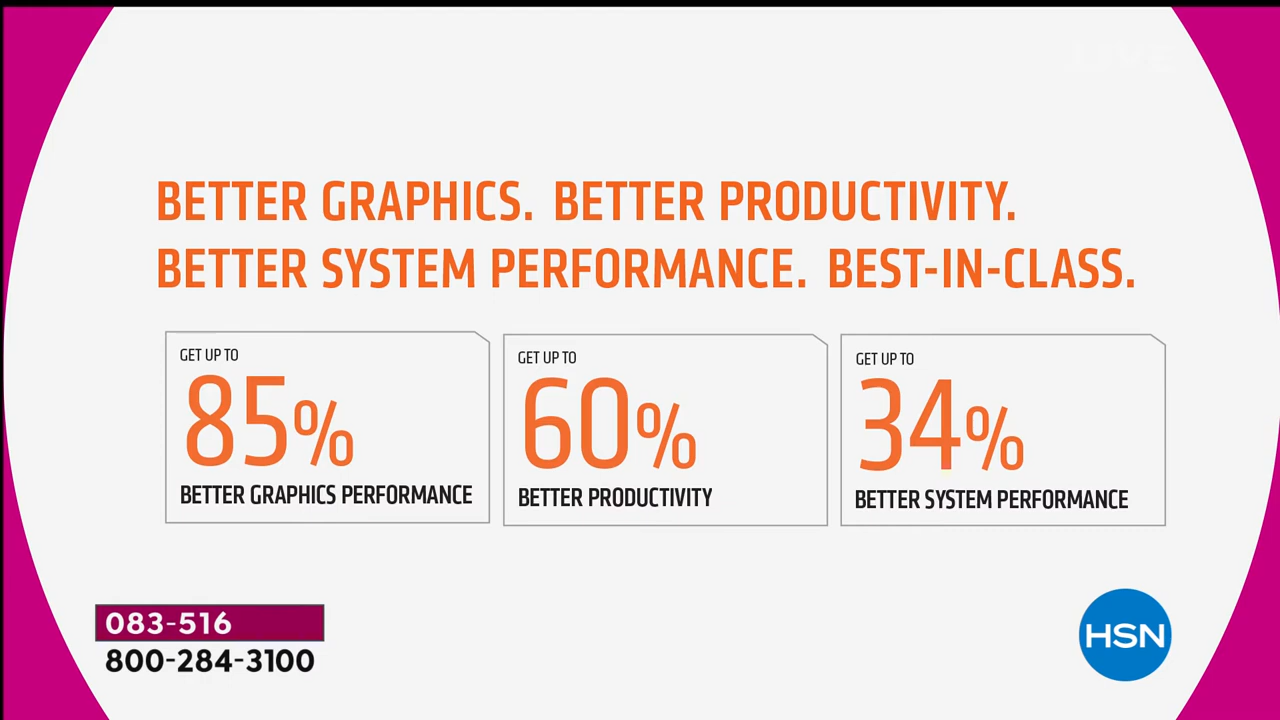 LIVE
BETTER GRAPHICS. BETTER PRODUCTIVITY.
BETTER SYSTEM PERFORMANCE. BEST-IN-CLASS.
GET UP TO
85%
BETTER GRAPHICS PERFORMANCE
GET UP TO
60%
BETTER PRODUCTIVITY
GET UP TO
34%
BETTER SYSTEM PERFORMANCE
083-516
800-284-3100
HSN